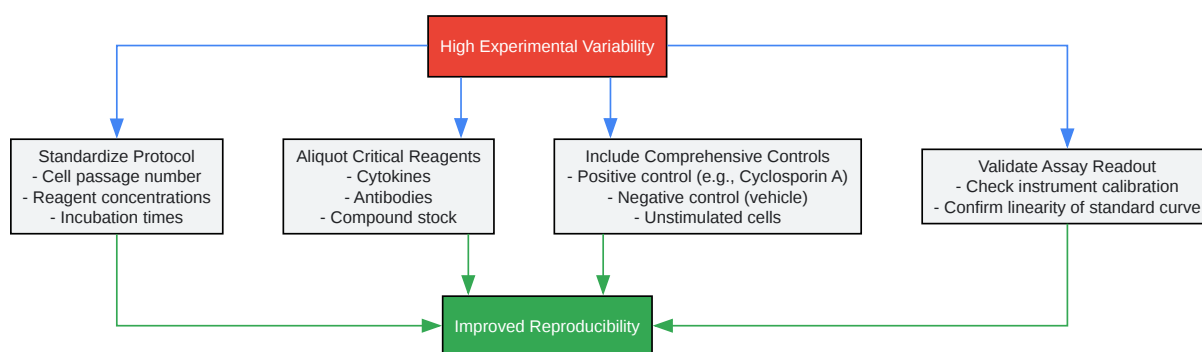 High Experimental Variability
Standardize Protocol
- Cell passage number
- Reagent concentrations
- Incubation times
Aliquot Critical Reagents
- Cytokines
- Antibodies
- Compound stock
Include Comprehensive Controls
- Positive control (e.g., Cyclosporin A)
- Negative control (vehicle)
- Unstimulated cells
Validate Assay Readout
- Check instrument calibration
- Confirm linearity of standard curve
Improved Reproducibility